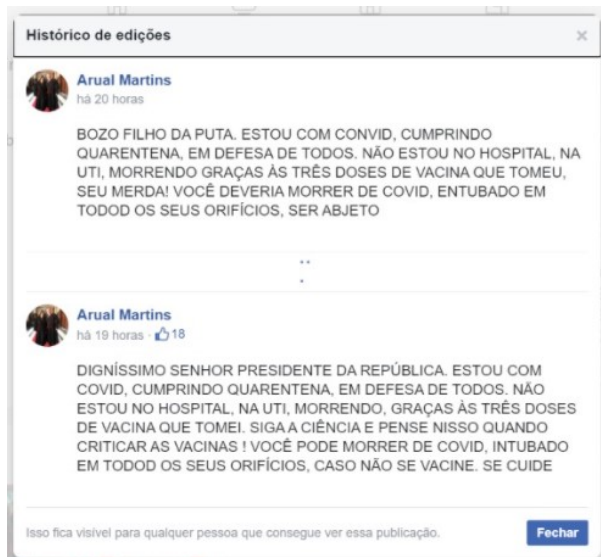 Histórico de edições
Arual Martins
há 20 horas
BOZO FILHO DA PUTA. ESTOU COM CONVID, CUMPRINDO
QUARENTENA, EM DEFESA DE TODOS. NÃO ESTOU NO HOSPITAL, NA
UTI, MORRENDO GRAÇAS ÀS TRÊS DOSES DE VACINA QUE TOMEU,
SEU MERDA! VOCÊ DEVERIA MORRER DE COVID, ENTUBADO EM
TODOD OS SEUS ORIFÍCIOS, SER ABJETO
Arual Martins
há 19 horas · 18
DIGNÍSSIMO SENHOR PRESIDENTE DA REPÚBLICA. ESTOU COM
COVID, CUMPRINDO QUARENTENA, EM DEFESA DE TODOS. NÃO
ESTOU NO HOSPITAL, NA UTI, MORRENDO, GRAÇAS ÀS TRÊS DOSES
DE VACINA QUE TOMEI. SIGA A CIÊNCIA E PENSE NISSO QUANDO
CRITICAR AS VACINAS ! VOCÊ PODE MORRER DE COVID, INTUBADO
EM TODOD OS SEUS ORIFÍCIOS, CASO NÃO SE VACINE. SE CUIDE
Isso fica visível para qualquer pessoa que consegue ver essa publicação.
Fechar